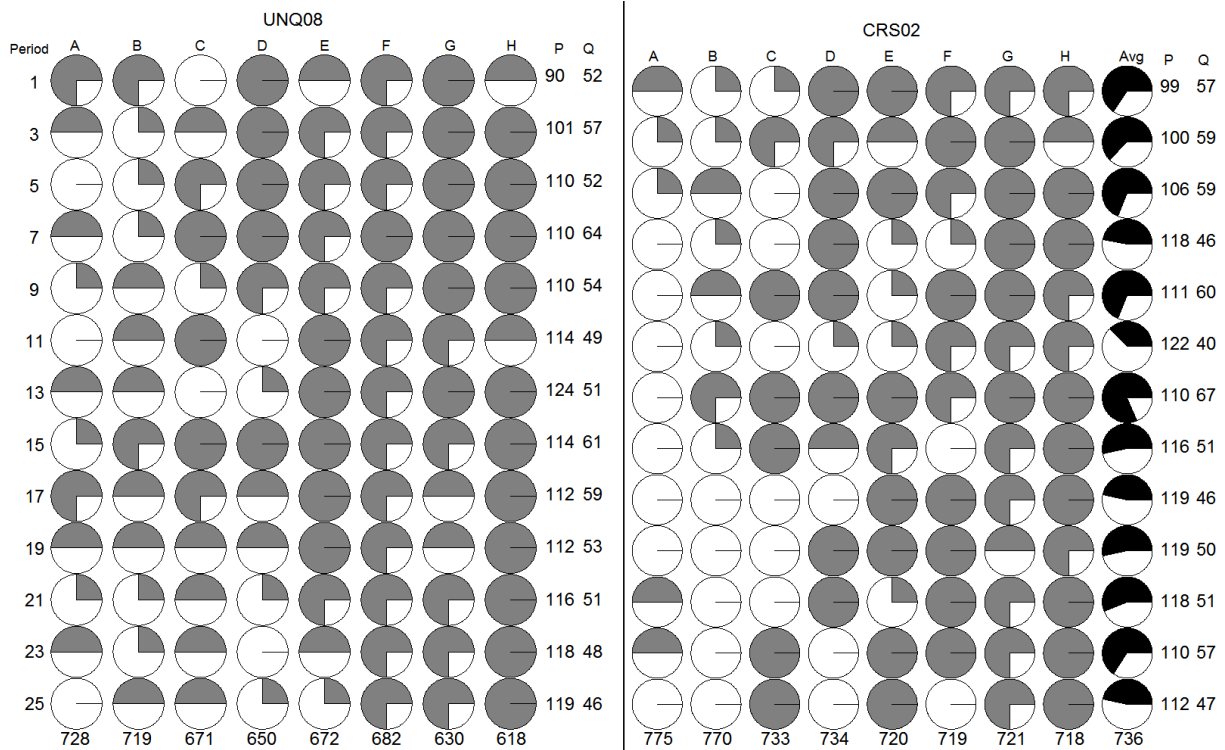 UNQ08 CRS02
Period A B C D E F G H P Q A B C D E F G H Avg P Q
1 90 52 99 57
3 101 57 100 59
5 110 52 106 59
7 110 64 118 46
9 110 54 111 60
11 114 49 122 40
13 124 51 110 67
15 114 61 116 51
17 112 59 119 46
19 112 53 119 50
21 116 51 118 51
23 118 48 110 57
25 119 46 112 47
728 719 671 650 672 682 630 618 775 770 733 734 720 719 721 718 736